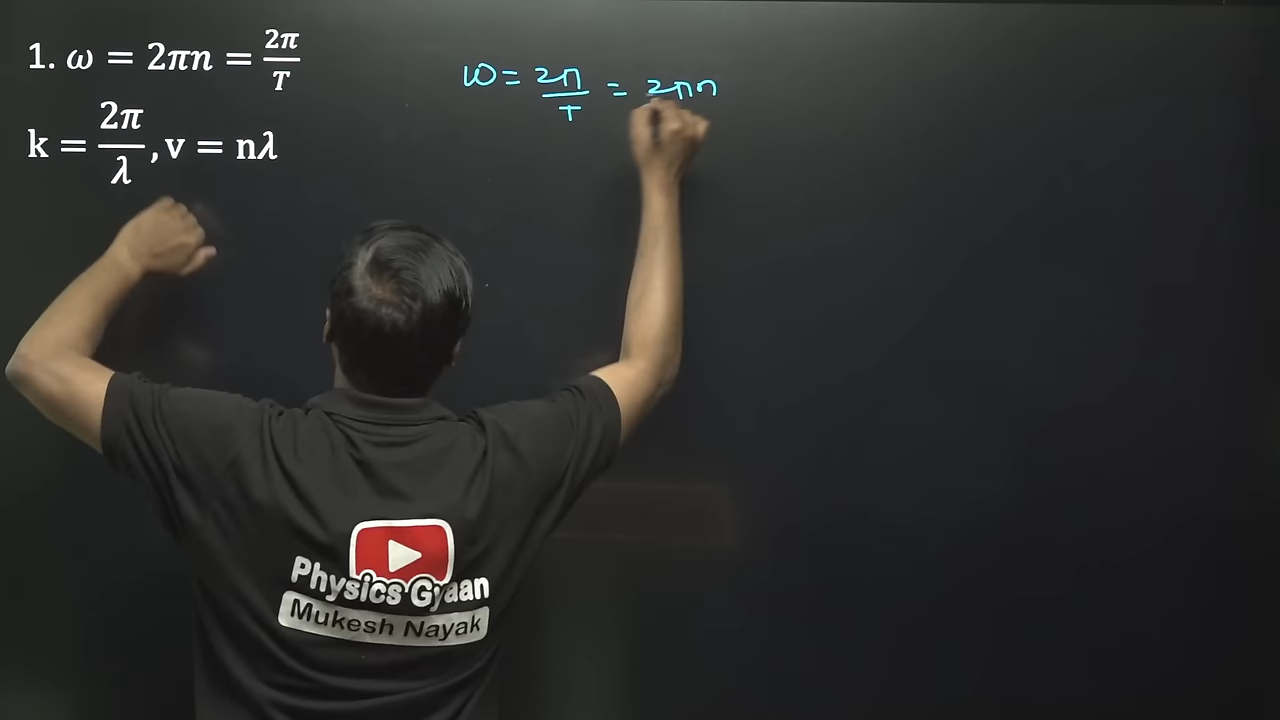 1. ω = 2πn = 2π/T
k = 2π/λ, v = nλ
ω = 2π/T = 2πn
Physics Gyaan
Mukesh Nayak